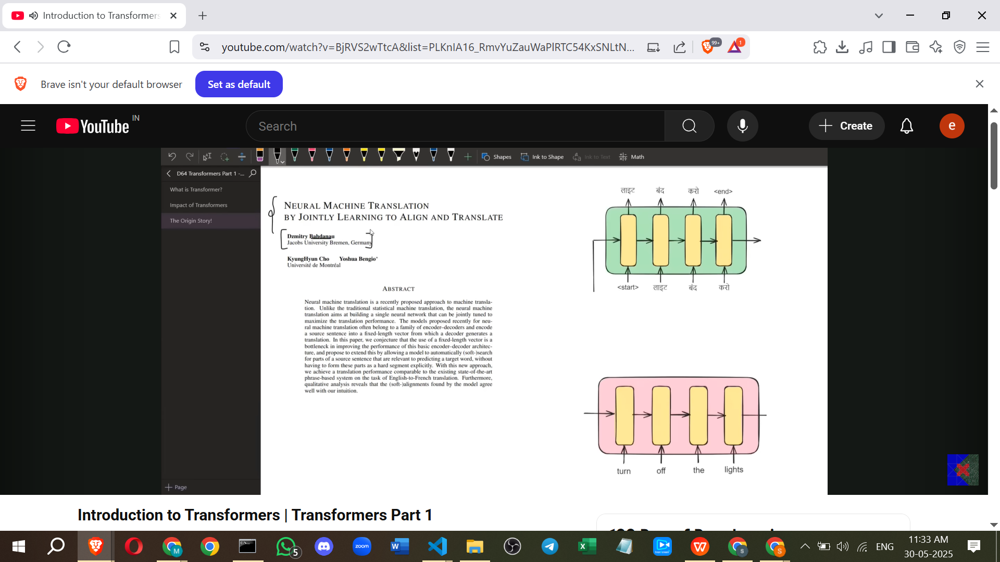 Introduction to Transformers
youtube.com/watch?v=BjRVS2wTtcA&list=PLKnIA16_RmvYuZauWaPlRTC54KxSNLtN...
99+
1
Brave isn't your default browser
Set as default
YouTube
IN
Search
Create
e
Shapes
Ink to Shape
Ink to Text
Math
D64 Transformers Part 1 -...
What is Transformer?
Impact of Transformers
The Origin Story!
Page
NEURAL MACHINE TRANSLATION
BY JOINTLY LEARNING TO ALIGN AND TRANSLATE
Dzmitry Bahdanau
Jacobs University Bremen, Germany
KyungHyun Cho Yoshua Bengio*
Université de Montréal
ABSTRACT
Neural machine translation is a recently proposed approach to machine transla-
tion. Unlike the traditional statistical machine translation, the neural machine
translation aims at building a single neural network that can be jointly tuned to
maximize the translation performance. The models proposed recently for neu-
ral machine translation often belong to a family of encoder–decoders and encode
a source sentence into a fixed-length vector from which a decoder generates a
translation. In this paper, we conjecture that the use of a fixed-length vector is a
bottleneck in improving the performance of this basic encoder–decoder architec-
ture, and propose to extend this by allowing a model to automatically (soft-)search
for parts of a source sentence that are relevant to predicting a target word, without
having to form these parts as a hard segment explicitly. With this new approach,
we achieve a translation performance comparable to the existing state-of-the-art
phrase-based system on the task of English-to-French translation. Furthermore,
qualitative analysis reveals that the (soft-)alignments found by the model agree
well with our intuition.
लाइट बंद करो <end>
<start> लाइट बंद करो
turn off the lights
Introduction to Transformers | Transformers Part 1
M
5
zoom
W
X
W
S
S
ENG
11:33 AM
30-05-2025